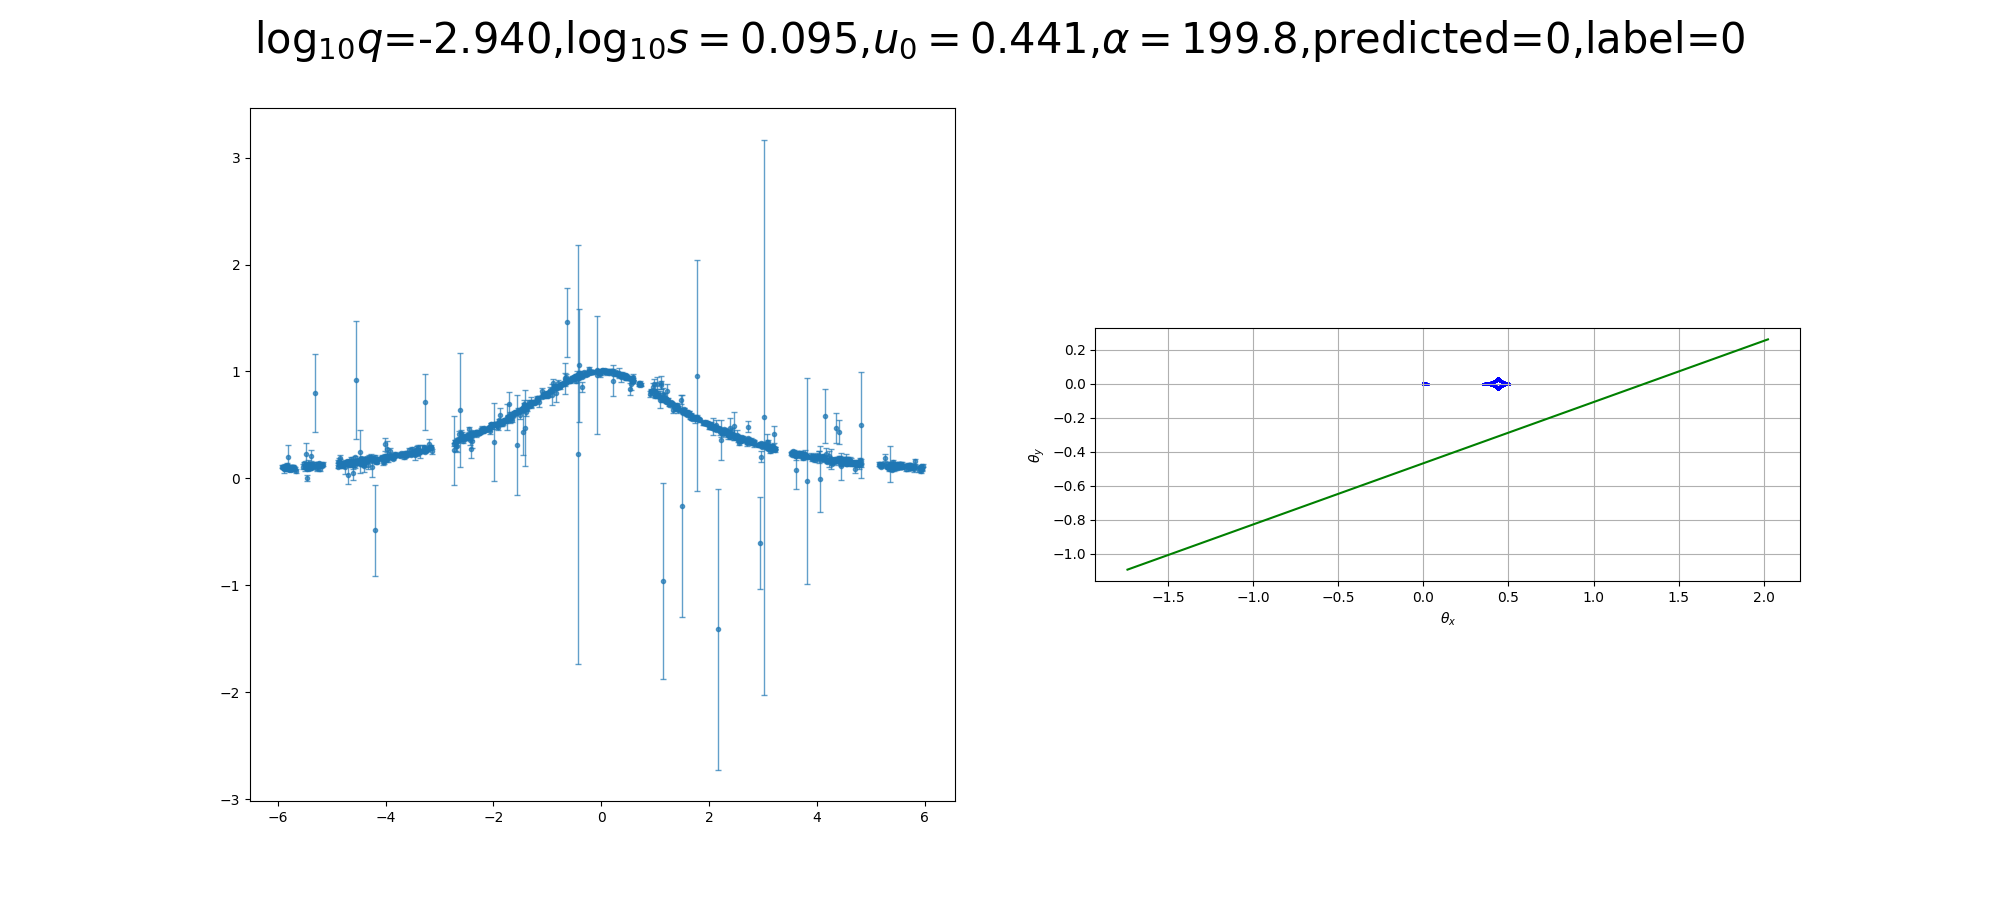 log₁₀q=-2.940,log₁₀s = 0.095,u₀ = 0.441,α = 199.8,predicted=0,label=0
3
2
1
0
−1
−2
−3
−6 −4 −2 0 2 4 6
0.2
0.0
−0.2
−0.4
−0.6
−0.8
−1.0
θy
−1.5 −1.0 −0.5 0.0 0.5 1.0 1.5 2.0
θx